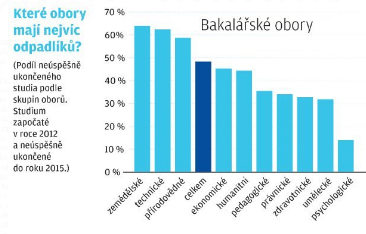 Které obory
mají nejvíc
odpadlíků?
(Podíl neúspěšně
ukončeného
studia podle
skupin oborů.
Studium
započaté
v roce 2012
a neúspěšně
ukončené
do roku 2015.)
Bakalářské obory
70 %
60 %
50 %
40 %
30 %
20 %
10 %
0 %
zemědělské
technické
přírodovědné
celkem
ekonomické
humanitní
pedagogické
právnické
zdravotnické
umělecké
psychologické